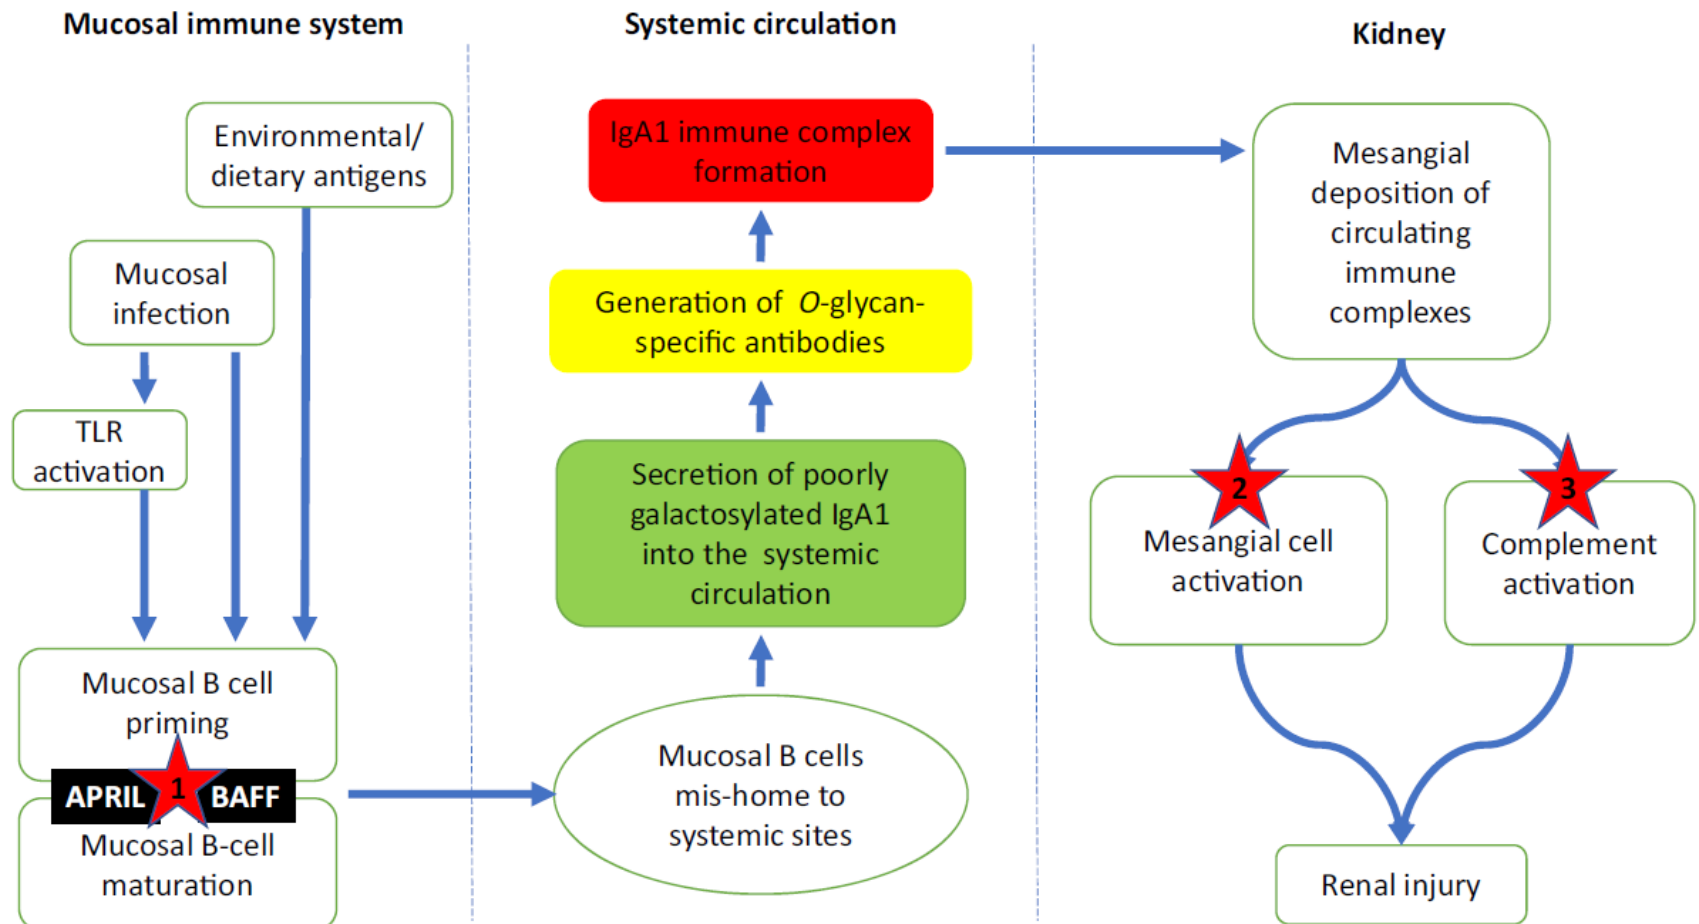 Mucosal immune system
Environmental/
dietary antigens
Mucosal
infection
TLR
activation
Mucosal B cell
priming
APRIL 1 BAFF
Mucosal B-cell
maturation
Systemic circulation
IgA1 immune complex
formation
Generation of O-glycan-
specific antibodies
Secretion of poorly
galactosylated IgA1
into the systemic
circulation
Mucosal B cells
mis-home to
systemic sites
Kidney
Mesangial
deposition of
circulating
immune
complexes
2
Mesangial cell
activation
3
Complement
activation
Renal injury